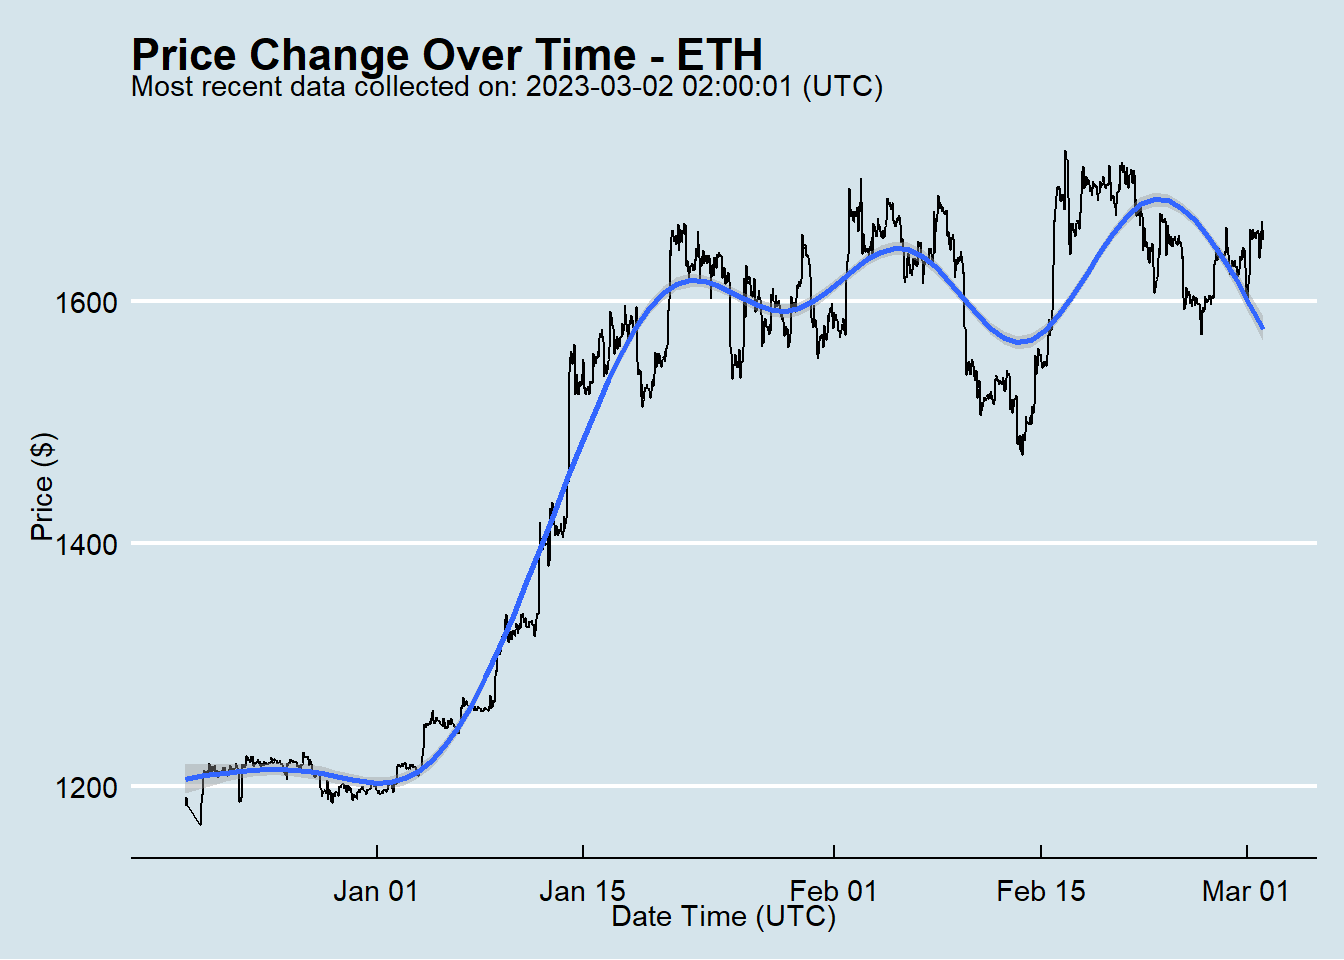 Price Change Over Time - ETH
Most recent data collected on: 2023-03-02 02:00:01 (UTC)
Price ($)
1600
1400
1200
Jan 01
Jan 15
Feb 01
Feb 15
Mar 01
Date Time (UTC)